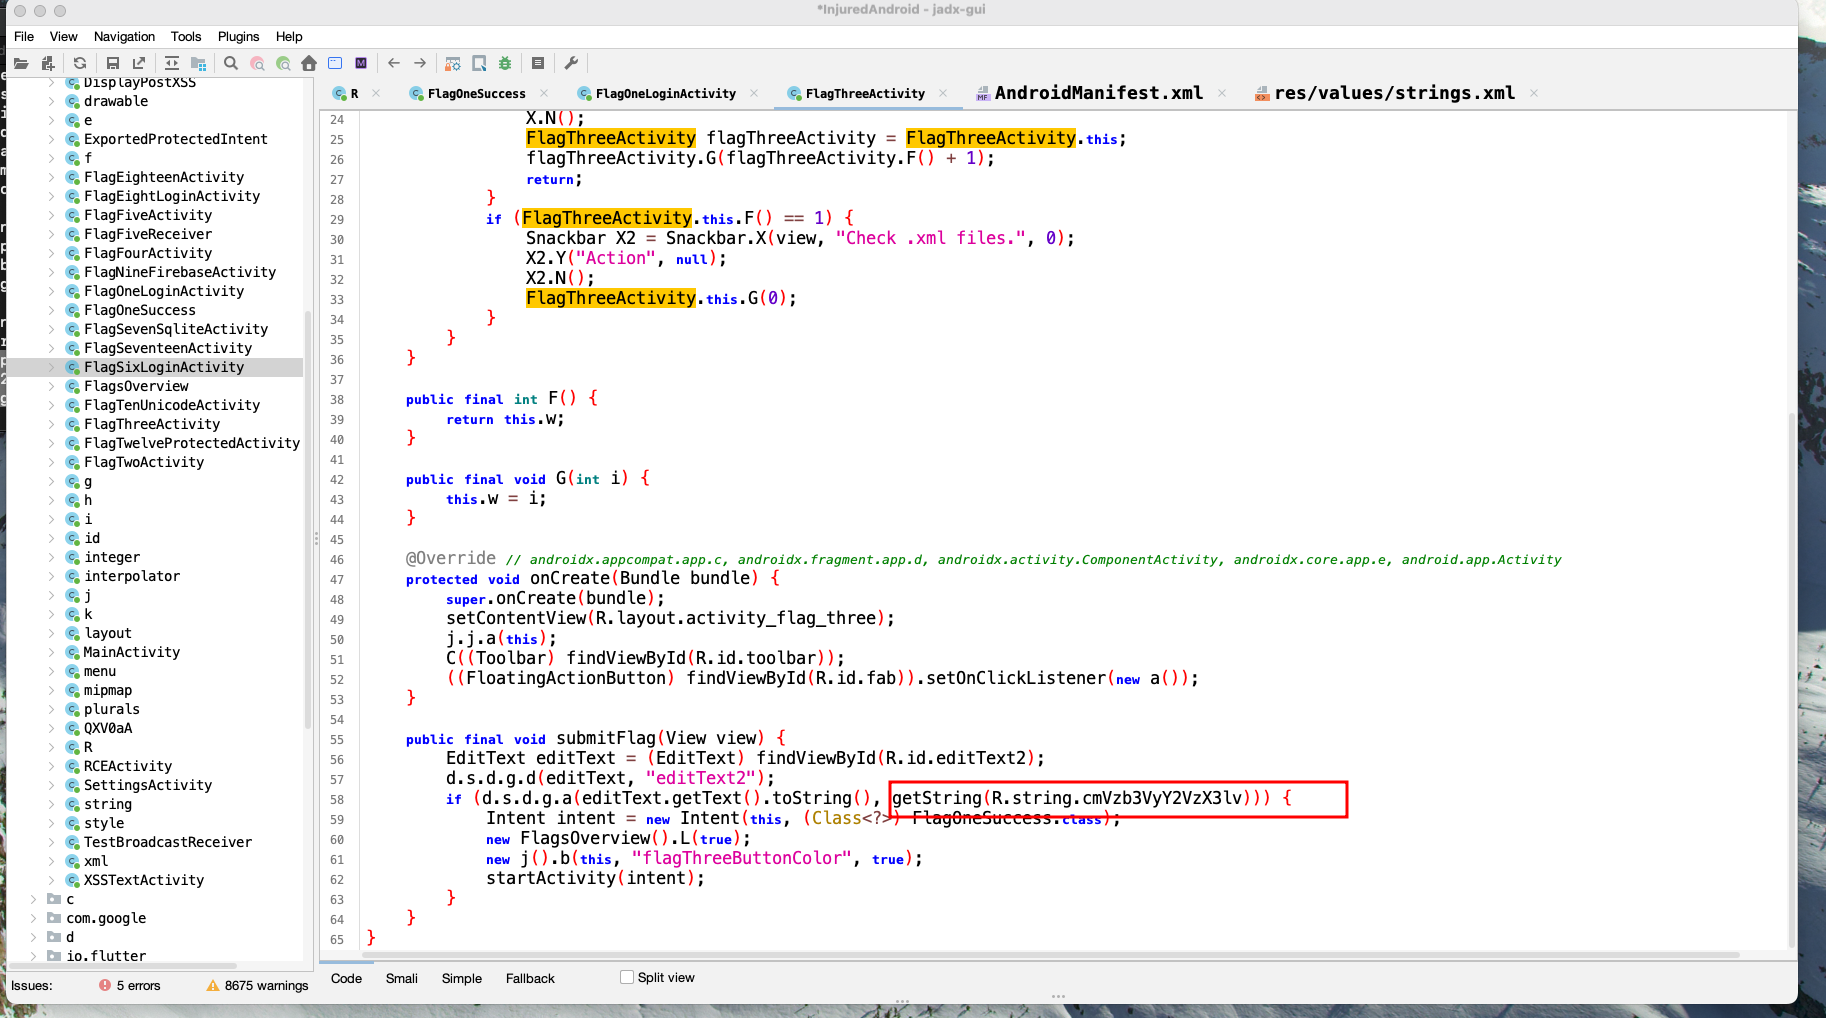 *InjuredAndroid - jadx-gui
File View Navigation Tools Plugins Help
R FlagOneSuccess FlagOneLoginActivity FlagThreeActivity AndroidManifest.xml res/values/strings.xml
DisplayPostXSS
drawable
e
ExportedProtectedIntent
f
FlagEighteenActivity
FlagEightLoginActivity
FlagFiveActivity
FlagFiveReceiver
FlagFourActivity
FlagNineFirebaseActivity
FlagOneLoginActivity
FlagOneSuccess
FlagSevenSqliteActivity
FlagSeventeenActivity
FlagSixLoginActivity
FlagsOverview
FlagTenUnicodeActivity
FlagThreeActivity
FlagTwelveProtectedActivity
FlagTwoActivity
g
h
i
id
integer
interpolator
j
k
layout
MainActivity
menu
mipmap
plurals
QXV0aA
R
RCEActivity
SettingsActivity
string
style
TestBroadcastReceiver
xml
XSSTextActivity
c
com.google
d
io.flutter
24 X.N();
25 FlagThreeActivity flagThreeActivity = FlagThreeActivity.this;
26 flagThreeActivity.G(flagThreeActivity.F() + 1);
27 return;
28 }
29 if (FlagThreeActivity.this.F() == 1) {
30 Snackbar X2 = Snackbar.X(view, "Check .xml files.", 0);
31 X2.Y("Action", null);
32 X2.N();
33 FlagThreeActivity.this.G(0);
34 }
35 }
36 }
37
38 public final int F() {
39 return this.w;
40 }
41
42 public final void G(int i) {
43 this.w = i;
44 }
45
46 @Override // androidx.appcompat.app.c, androidx.fragment.app.d, androidx.activity.ComponentActivity, androidx.core.app.e, android.app.Activity
47 protected void onCreate(Bundle bundle) {
48 super.onCreate(bundle);
49 setContentView(R.layout.activity_flag_three);
50 j.j.a(this);
51 C((Toolbar) findViewById(R.id.toolbar));
52 ((FloatingActionButton) findViewById(R.id.fab)).setOnClickListener(new a());
53 }
54
55 public final void submitFlag(View view) {
56 EditText editText = (EditText) findViewById(R.id.editText2);
57 d.s.d.g.d(editText, "editText2");
58 if (d.s.d.g.a(editText.getText().toString(), getString(R.string.cmVzb3VyY2VzX3lv))) {
59 Intent intent = new Intent(this, (Class<?>) FlagOneSuccess.class);
60 new FlagsOverview().L(true);
61 new j().b(this, "flagThreeButtonColor", true);
62 startActivity(intent);
63 }
64 }
65 }
Code Smali Simple Fallback Split view
Issues: 5 errors 8675 warnings